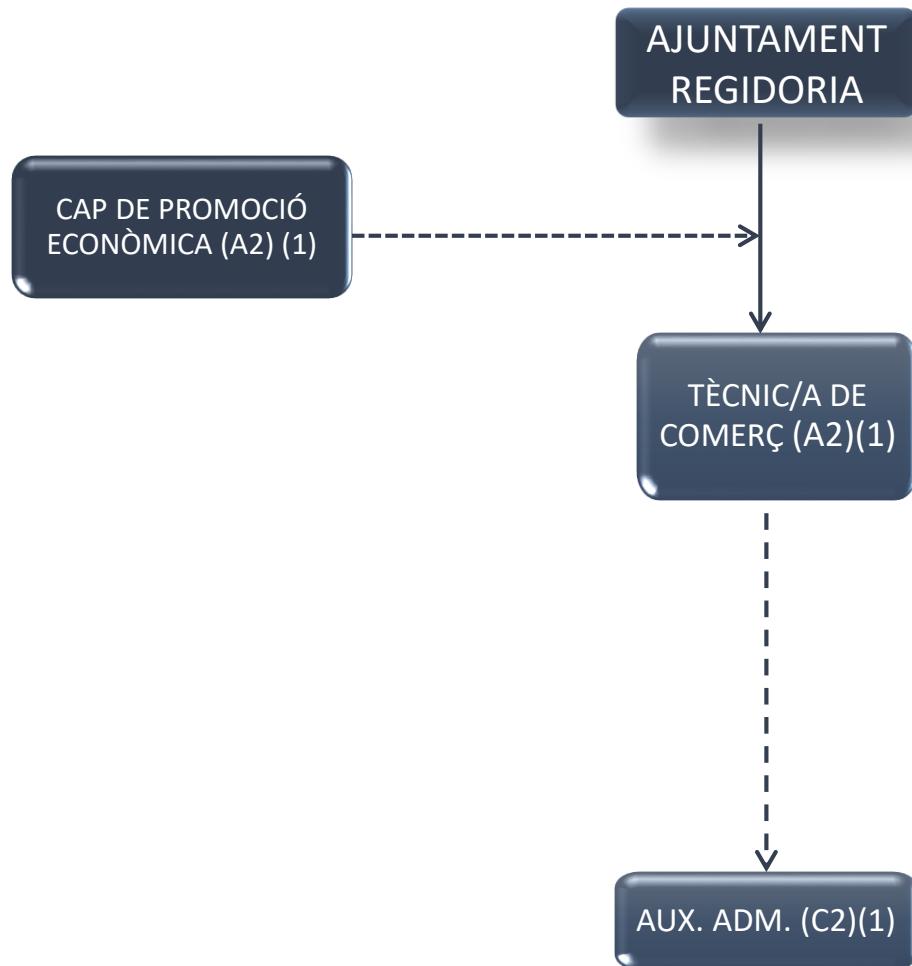 AJUNTAMENT
REGIDORIA
CAP DE PROMOCIÓ
ECONÒMICA (A2) (1)
TÈCNIC/A DE
COMERÇ (A2)(1)
AUX. ADM. (C2)(1)